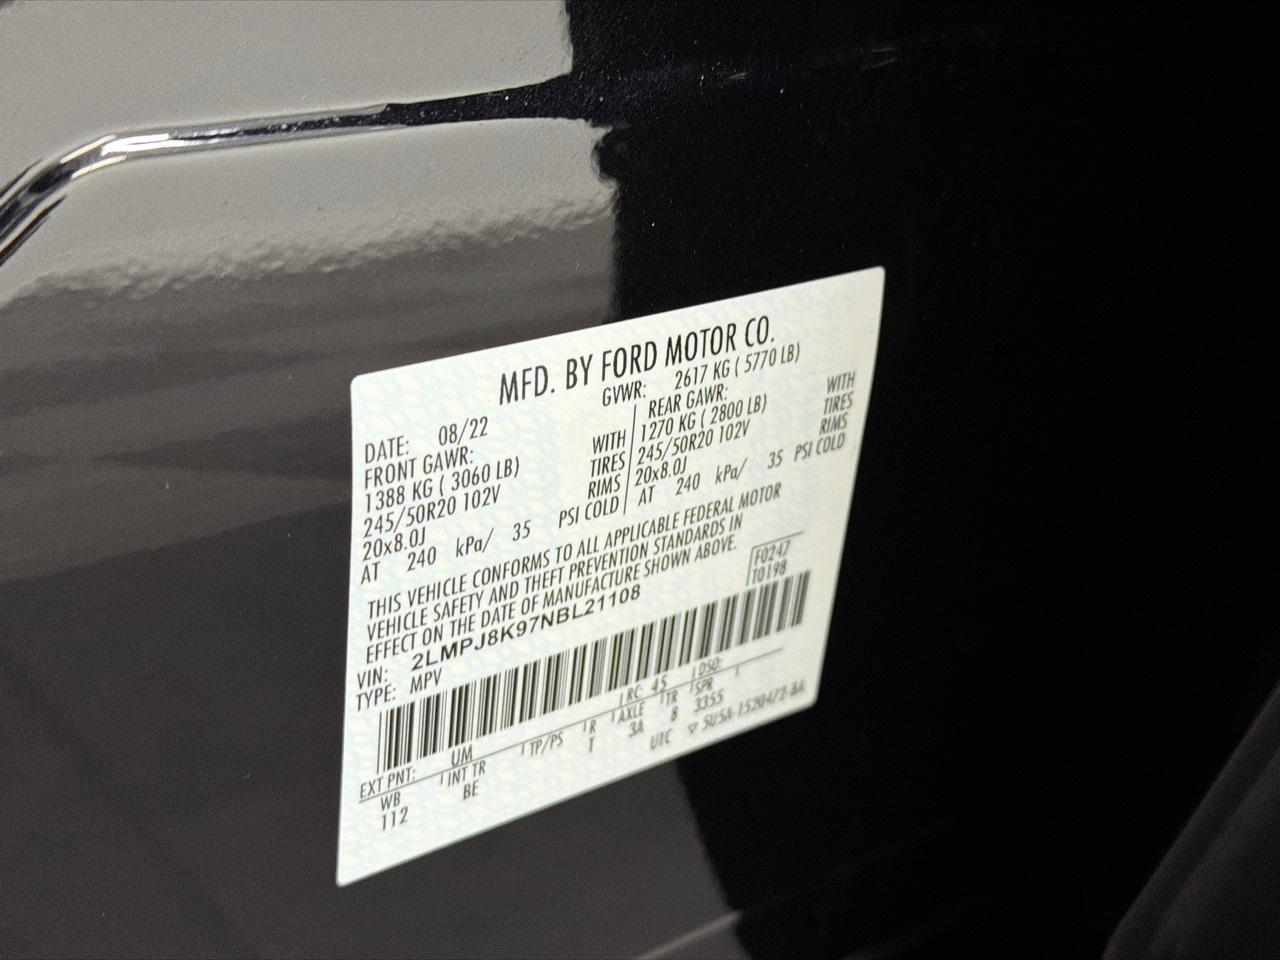 MFD. BY FORD MOTOR CO.
DATE: 08/22 GVWR: 2617 KG ( 5770 LB)
FRONT GAWR: REAR GAWR:
1388 KG ( 3060 LB) WITH 1270 KG ( 2800 LB) WITH
245/50R20 102V TIRES 245/50R20 102V TIRES
20x8.0J RIMS 20x8.0J RIMS
AT 240 kPa/ 35 PSI COLD AT 240 kPa/ 35 PSI COLD
THIS VEHICLE CONFORMS TO ALL APPLICABLE FEDERAL MOTOR
VEHICLE SAFETY AND THEFT PREVENTION STANDARDS IN
EFFECT ON THE DATE OF MANUFACTURE SHOWN ABOVE.
VIN: 2LMPJ8K97NBL21108 F0247
TYPE: MPV T0198
EXT PNT: UM RC: 45 DSO:
WB INT TR TP/PS R AXLE TR SPR
112 BE T 3A B 3355
UTC ▽ 5U5A-1520472-BA